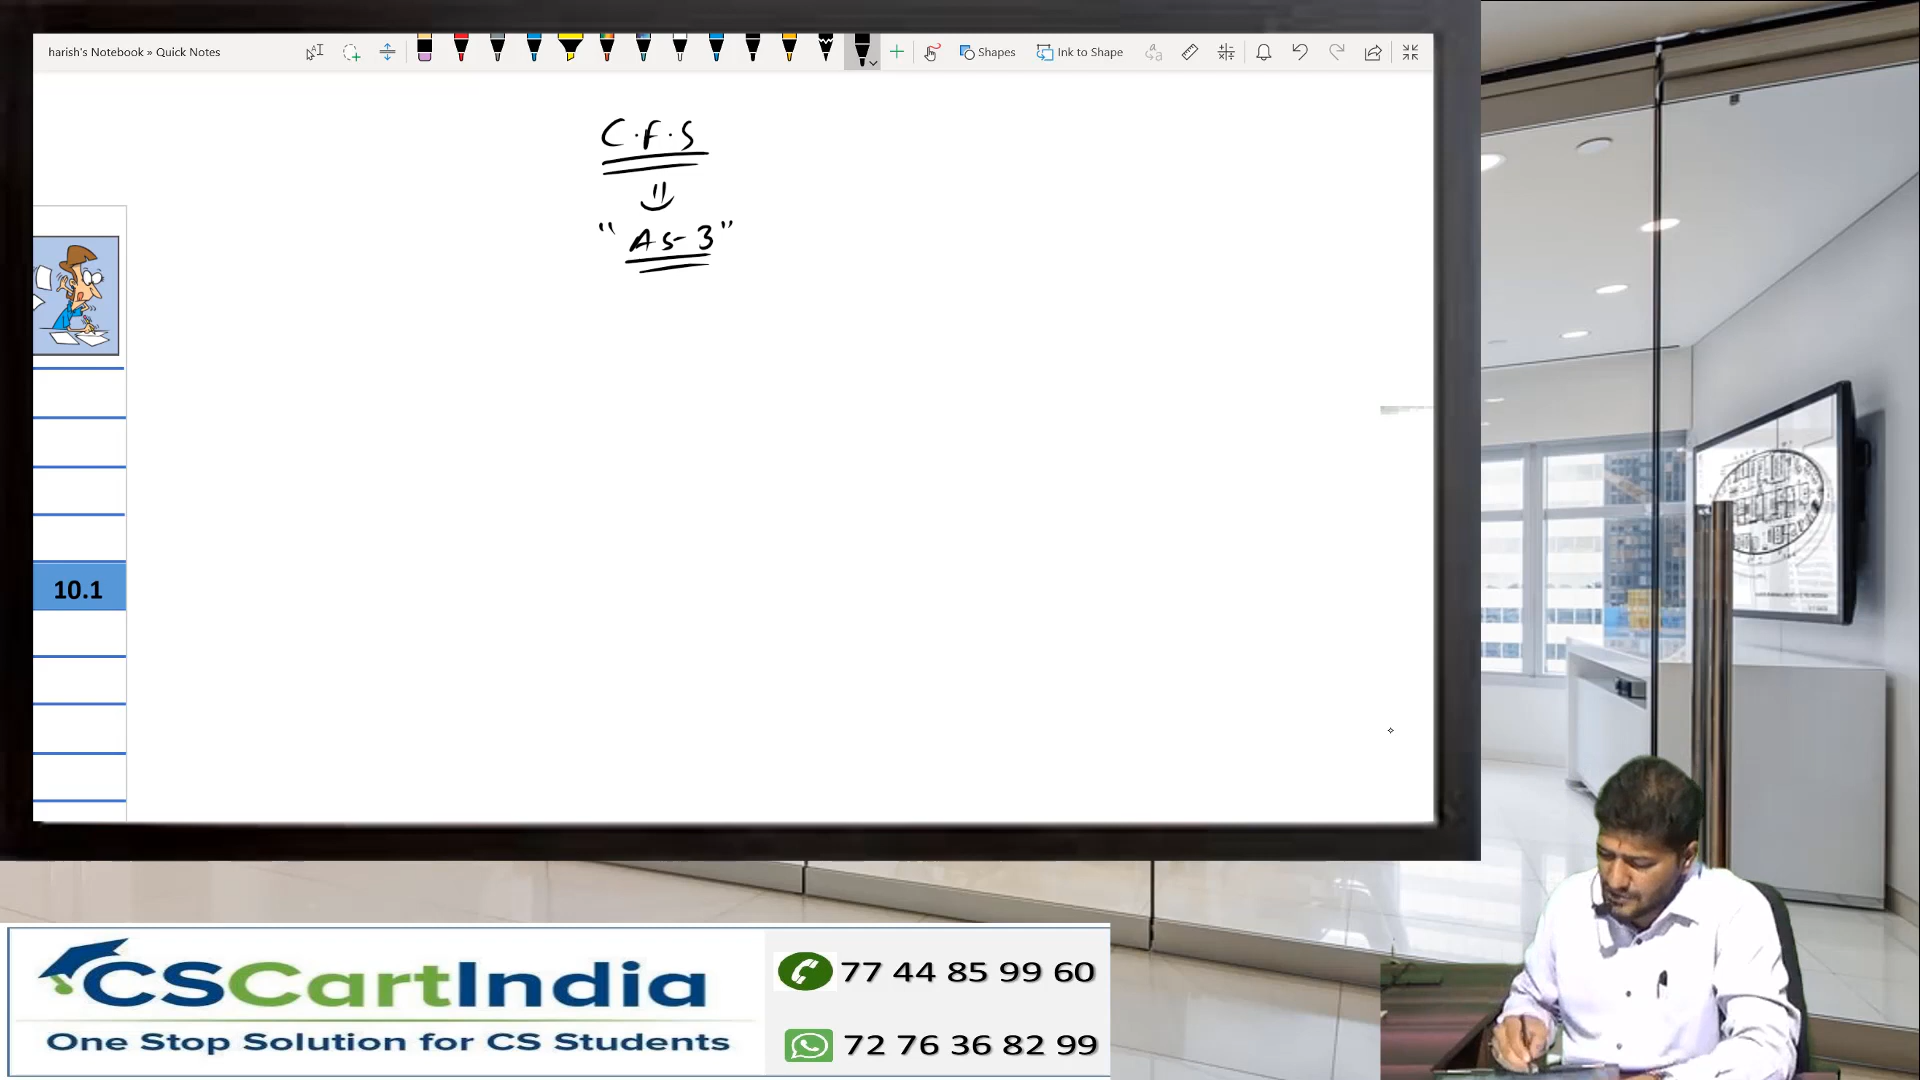 harish's Notebook » Quick Notes
Shapes
Ink to Shape
C.F.S
"AS-3"
10.1
CSCartIndia
One Stop Solution for CS Students
77 44 85 99 60
72 76 36 82 99